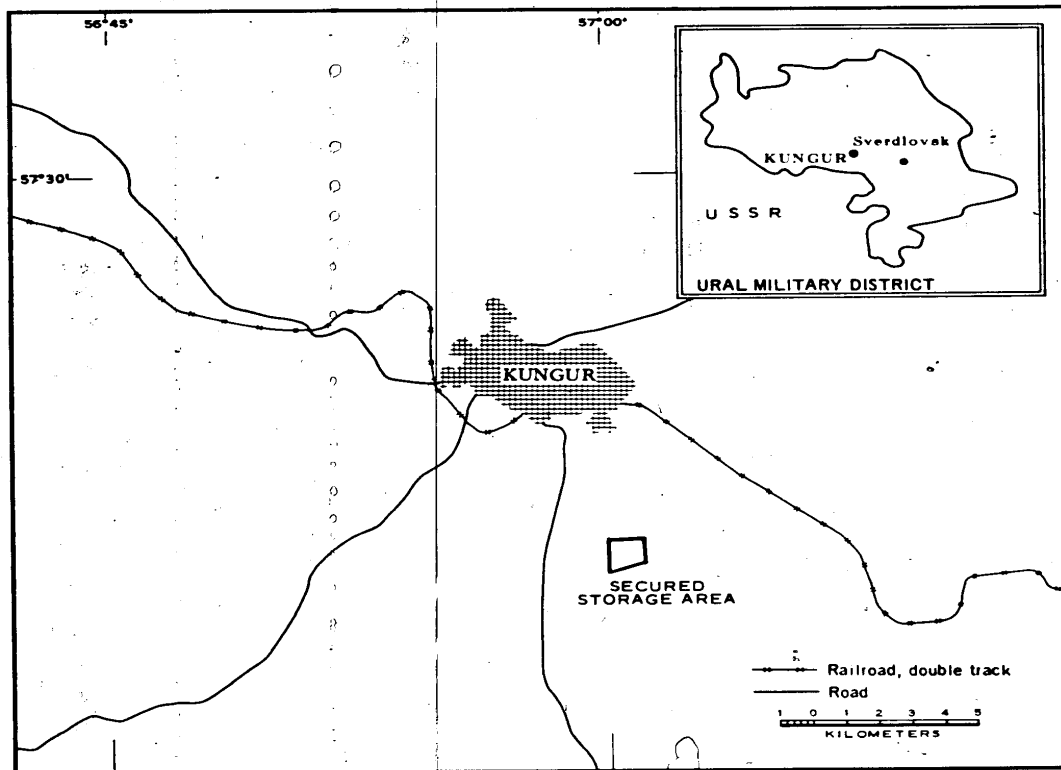 56°45'
57°00'
57°30'
Sverdlovak
KUNGUR
USSR
URAL MILITARY DISTRICT
KUNGUR
SECURED
STORAGE AREA
Railroad, double track
Road
1 0 1 2 3 4 5
KILOMETERS